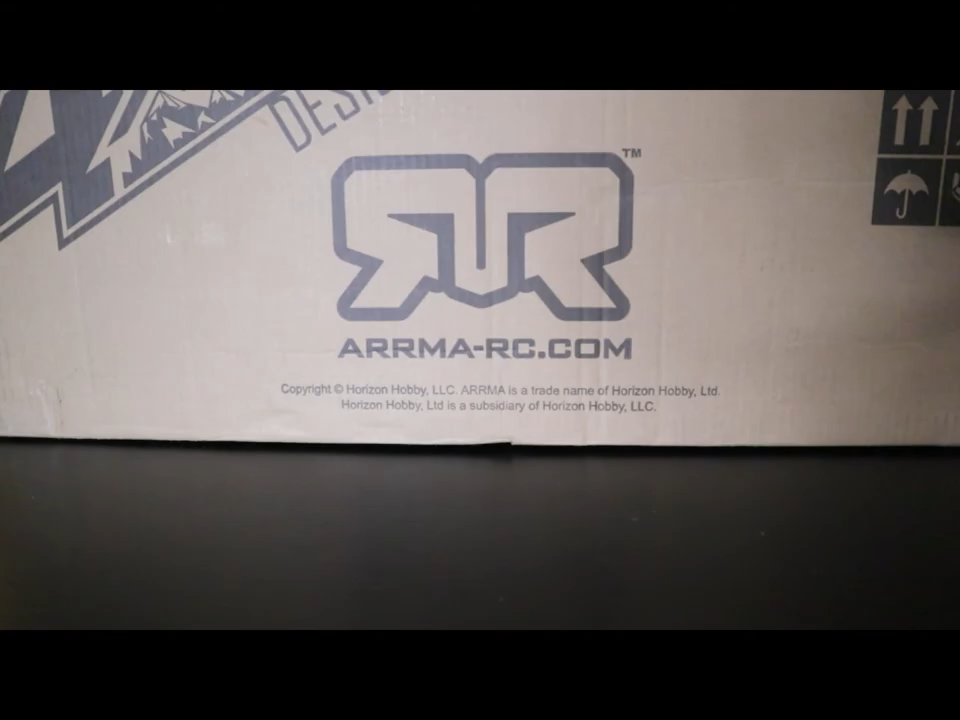 ™
ARRMA-RC.COM
Copyright © Horizon Hobby, LLC. ARRMA is a trade name of Horizon Hobby, Ltd.
Horizon Hobby, Ltd is a subsidiary of Horizon Hobby, LLC.